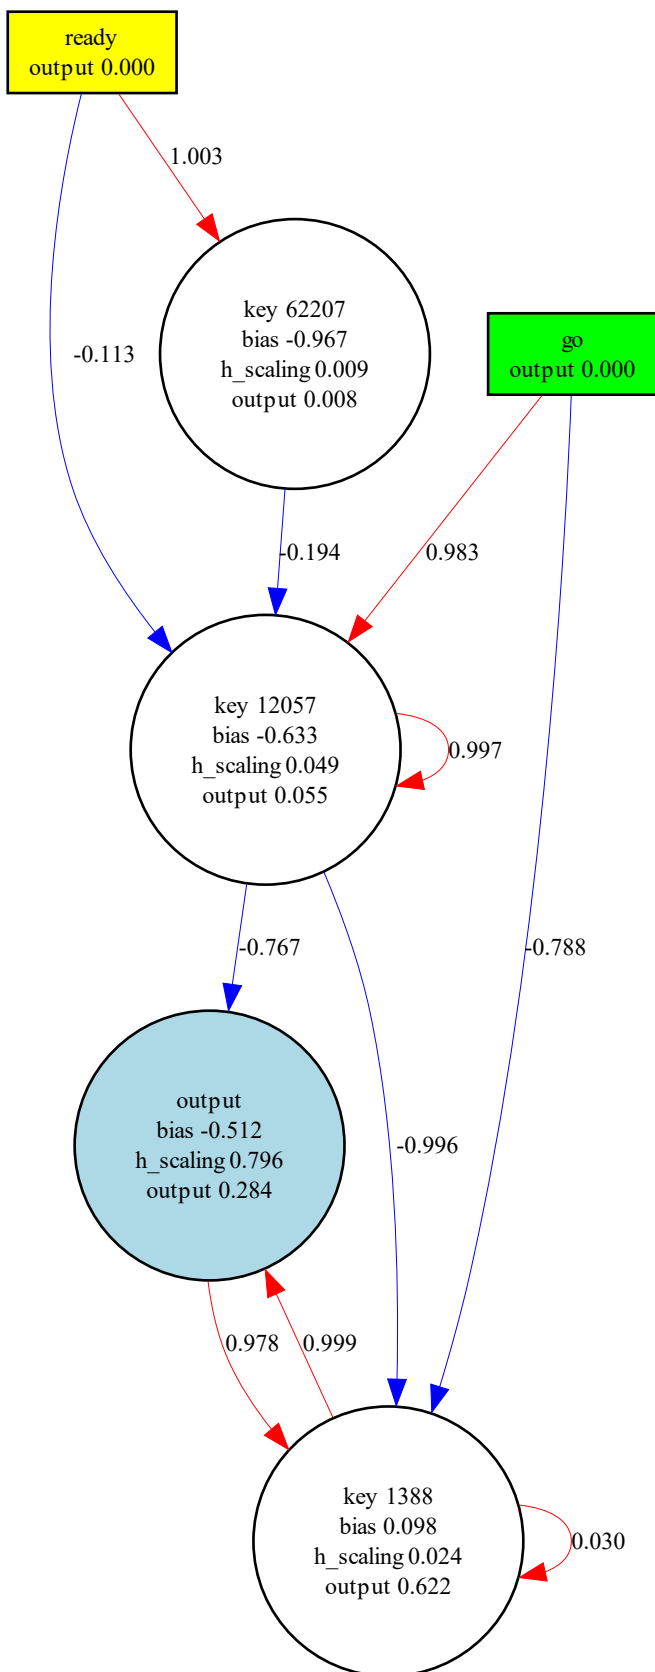 ready
output 0.000
1.003
key 62207
bias -0.967
h_scaling 0.009
output 0.008
-0.113
go
output 0.000
-0.194
0.983
key 12057
bias -0.633
h_scaling 0.049
output 0.055
0.997
-0.767
-0.788
output
bias -0.512
h_scaling 0.796
output 0.284
-0.996
0.978
0.999
key 1388
bias 0.098
h_scaling 0.024
output 0.622
0.030